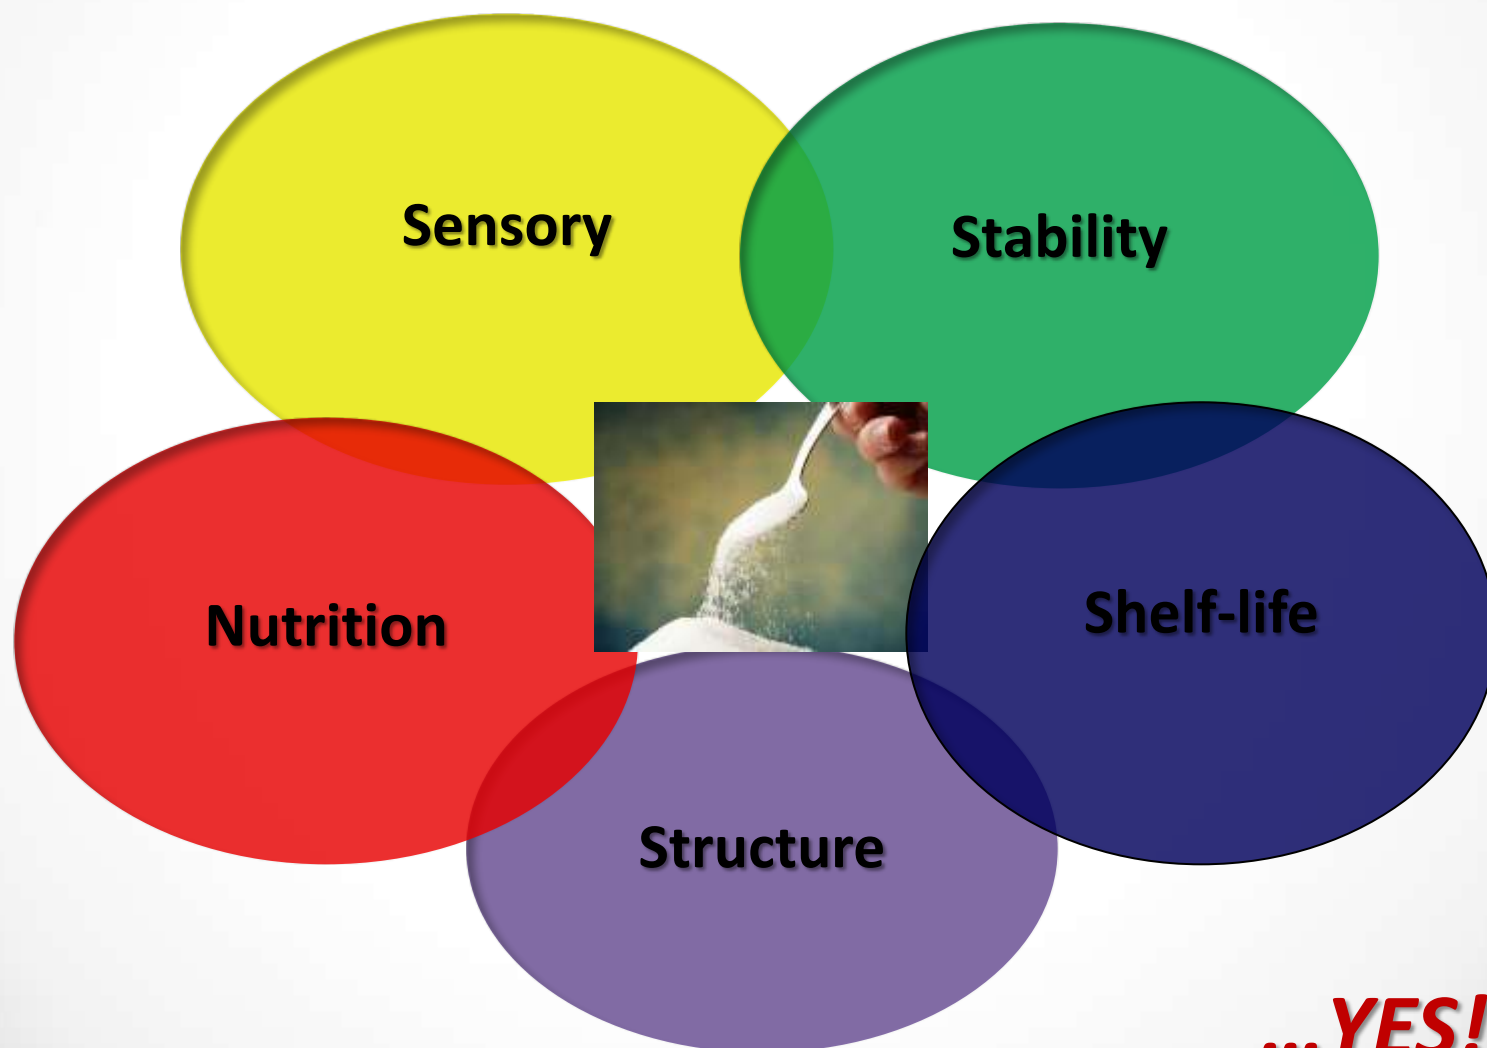 Sensory
Stability
Nutrition
Shelf-life
Structure
...YES!